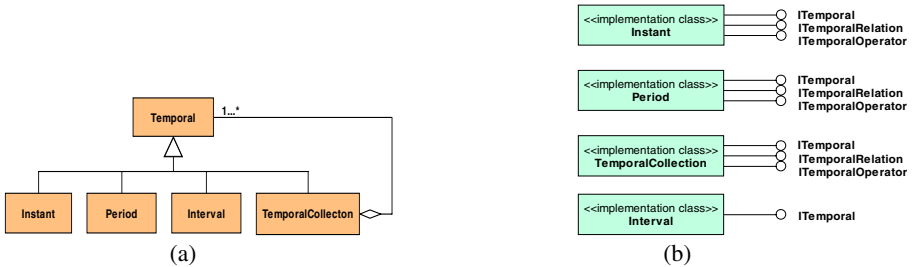 Temporal
1...*
Instant
Period
Interval
TemporalCollecton
(a)
<<implementation class>>
Instant
ITemporal
ITemporalRelation
ITemporalOperator
<<implementation class>>
Period
ITemporal
ITemporalRelation
ITemporalOperator
<<implementation class>>
TemporalCollection
ITemporal
ITemporalRelation
ITemporalOperator
<<implementation class>>
Interval
ITemporal
(b)